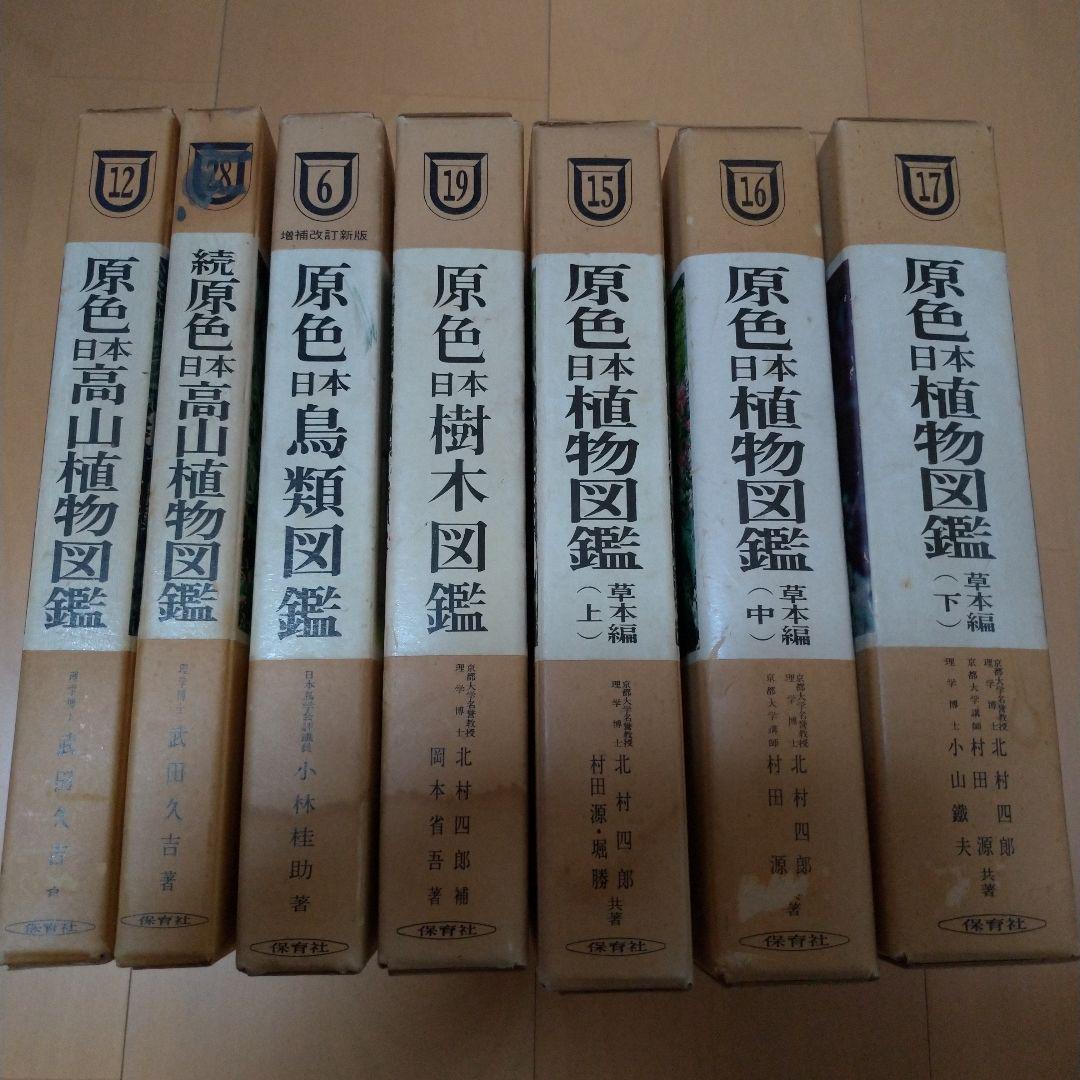 12
原色日本高山植物図鑑
理学博士 武田久吉著
保育社
28
続原色日本高山植物図鑑
理学博士 武田久吉著
保育社
6
増補改訂新版
原色日本鳥類図鑑
日本鳥学会評議員 小林桂助著
保育社
19
原色日本樹木図鑑
京都大学名誉教授
理学博士
北村四郎補
岡本省吾著
保育社
15
原色日本植物図鑑
草本編
(上)
京都大学名誉教授
理学博士
北村四郎
村田源・堀勝
共著
保育社
16
原色日本植物図鑑
草本編
(中)
京都大学名誉教授
理学博士
京都大学講師
北村四郎
村田源
著
保育社
17
原色日本植物図鑑
草本編
(下)
京都大学名誉教授
理学博士
京都大学講師
理学博士
北村四郎
村田源
小山鐵夫
共著
保育社